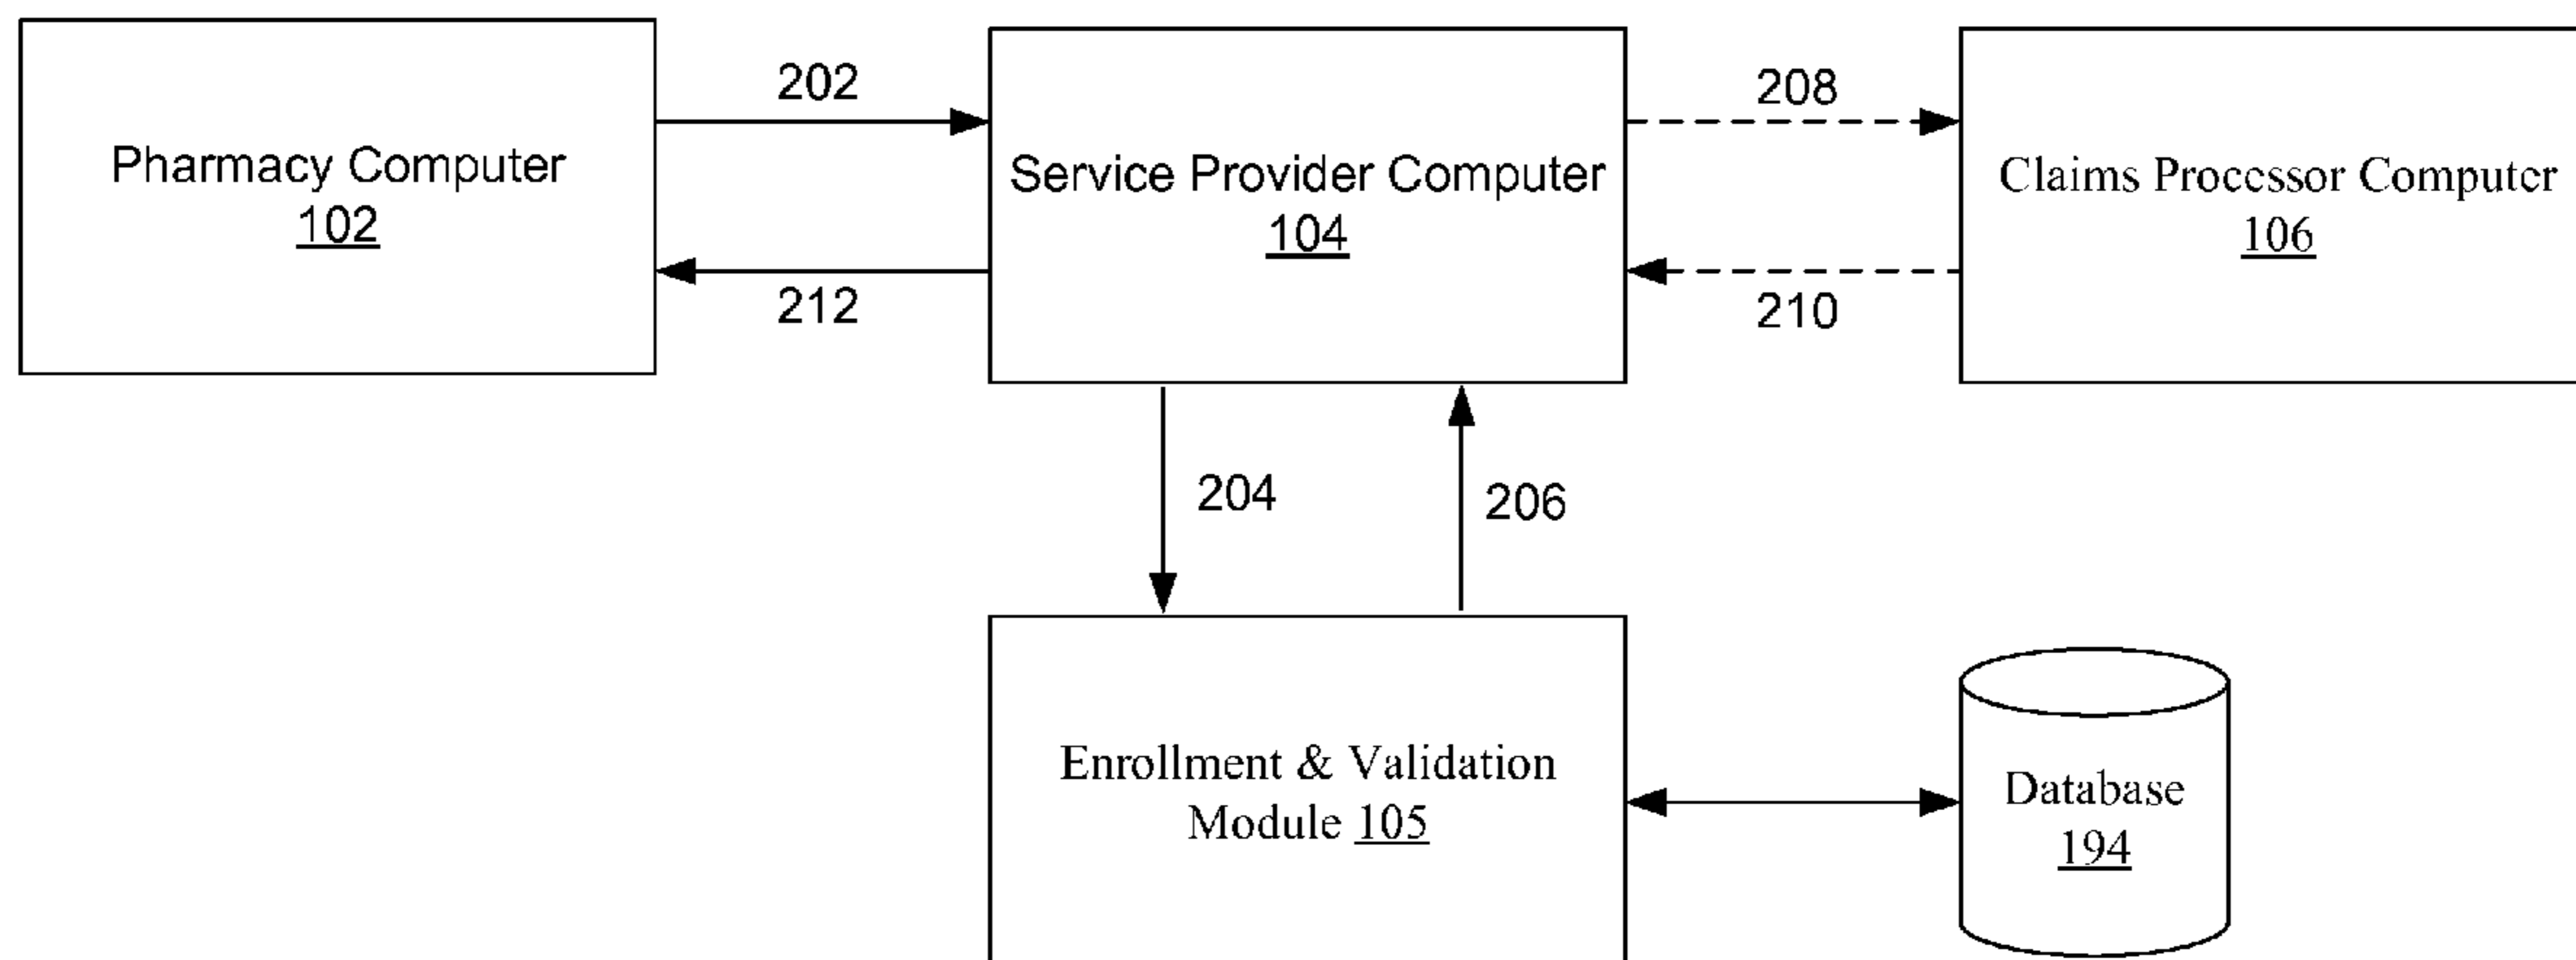 Pharmacy Computer
102
202
212
Service Provider Computer
104
208
210
Claims Processor Computer
106
204
206
Enrollment & Validation
Module 105
Database
194